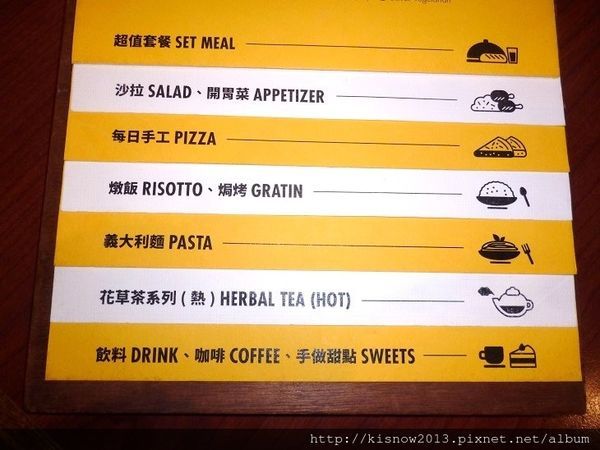 超值套餐 SET MEAL
沙拉 SALAD、開胃菜 APPETIZER
每日手工 PIZZA
燉飯 RISOTTO、焗烤 GRATIN
義大利麵 PASTA
花草茶系列 ( 熱 ) HERBAL TEA (HOT)
飲料 DRINK、咖啡 COFFEE、手做甜點 SWEETS
http://kisnow2013.pixnet.net/album